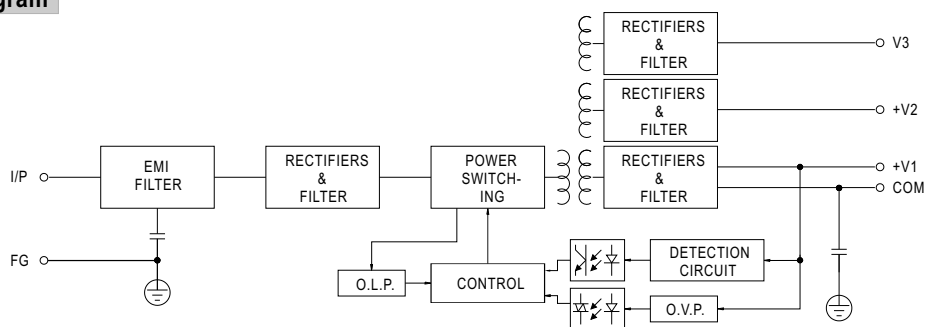 gram
RECTIFIERS
&
FILTER
V3
RECTIFIERS
&
FILTER
+V2
I/P
EMI
FILTER
RECTIFIERS
&
FILTER
POWER
SWITCH-
ING
RECTIFIERS
&
FILTER
+V1
COM
FG
O.L.P.
CONTROL
DETECTION
CIRCUIT
O.V.P.